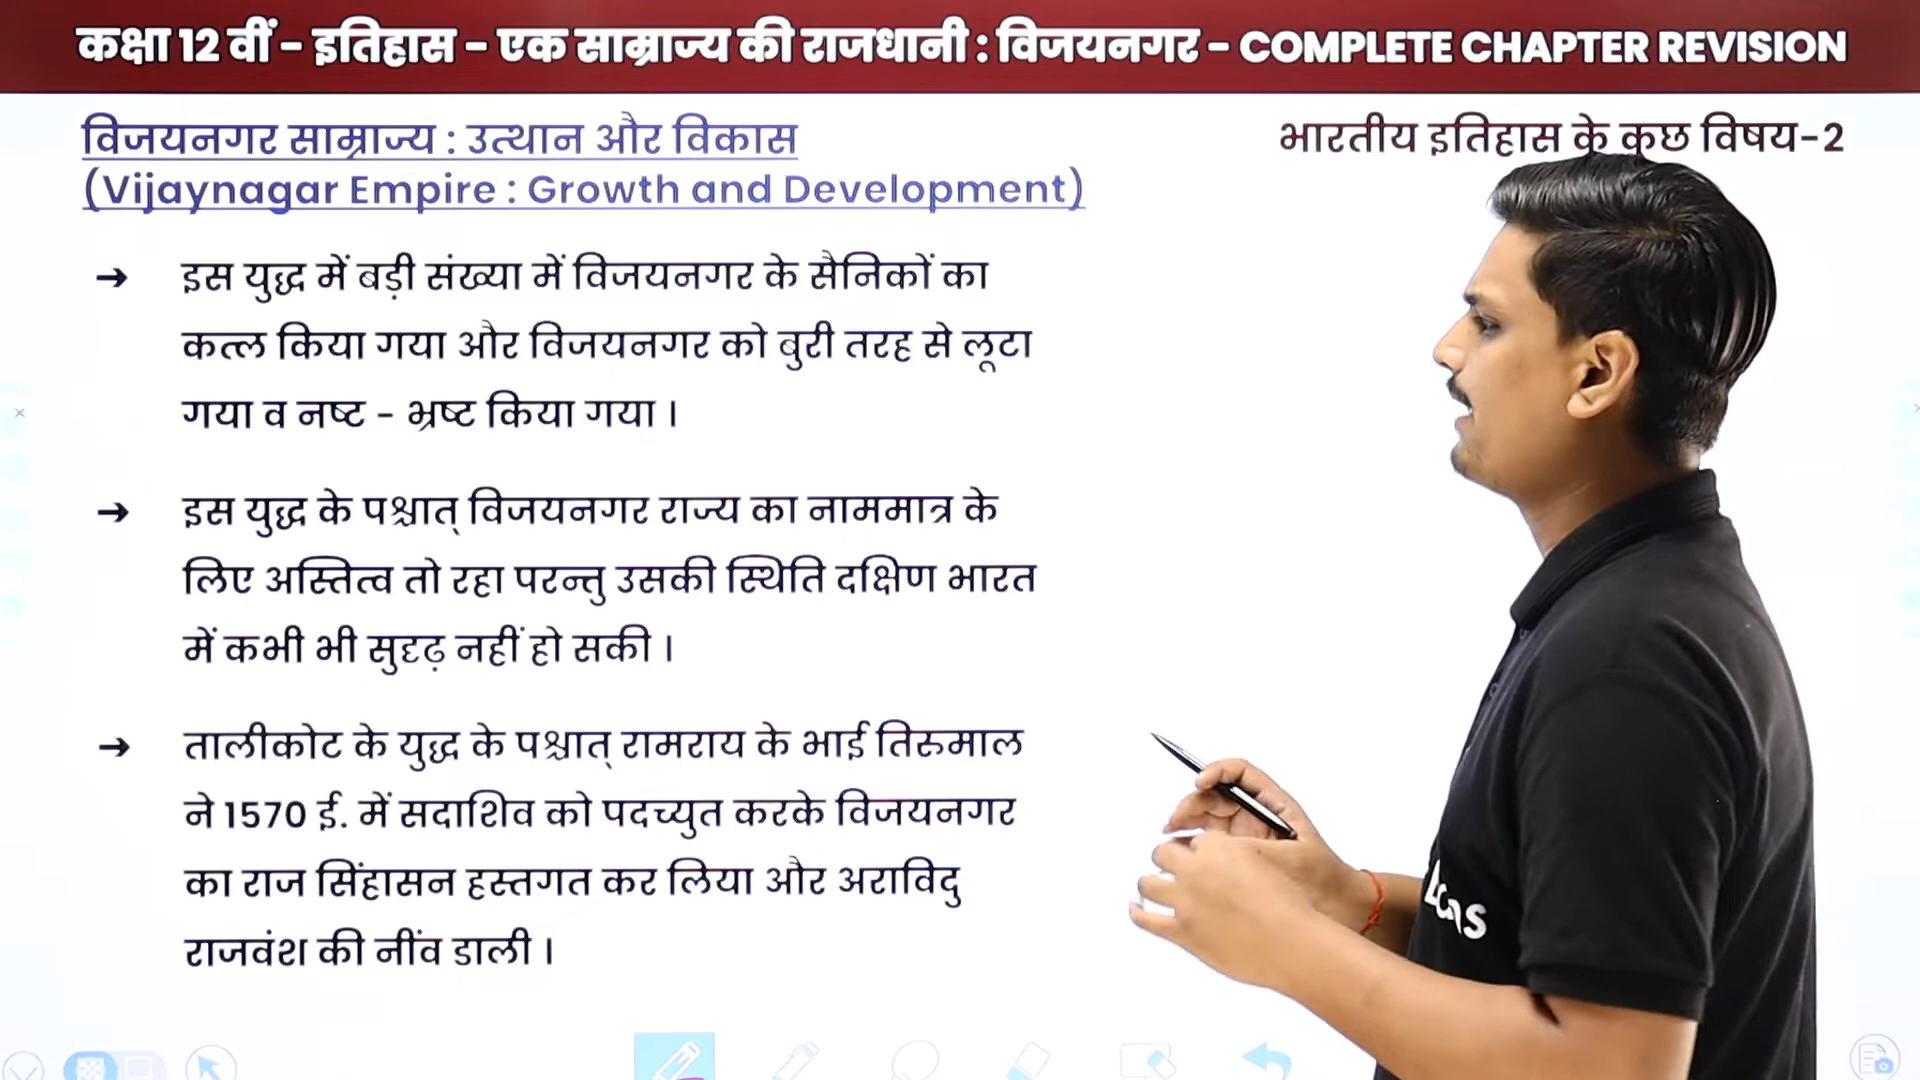 कक्षा 12 वीं - इतिहास - एक साम्राज्य की राजधानी : विजयनगर - COMPLETE CHAPTER REVISION
विजयनगर साम्राज्य : उत्थान और विकास
(Vijaynagar Empire : Growth and Development)
भारतीय इतिहास के कुछ विषय-2
→ इस युद्ध में बड़ी संख्या में विजयनगर के सैनिकों का
कत्ल किया गया और विजयनगर को बुरी तरह से लूटा
गया व नष्ट - भ्रष्ट किया गया ।
→ इस युद्ध के पश्चात् विजयनगर राज्य का नाममात्र के
लिए अस्तित्व तो रहा परन्तु उसकी स्थिति दक्षिण भारत
में कभी भी सुदृढ़ नहीं हो सकी ।
→ तालीकोट के युद्ध के पश्चात् रामराय के भाई तिरुमाल
ने 1570 ई. में सदाशिव को पदच्युत करके विजयनगर
का राज सिंहासन हस्तगत कर लिया और अराविदु
राजवंश की नींव डाली ।